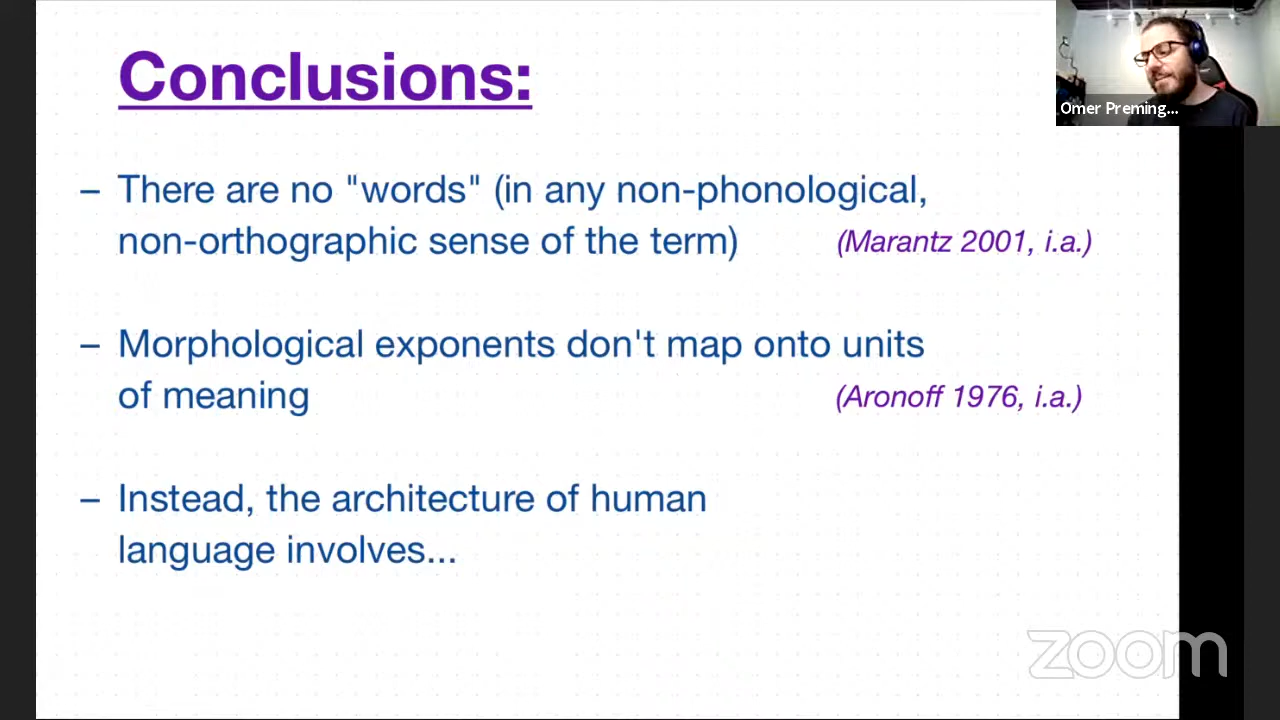 Conclusions:
Omer Preming...
– There are no "words" (in any non-phonological,
non-orthographic sense of the term) (Marantz 2001, i.a.)
– Morphological exponents don't map onto units
of meaning (Aronoff 1976, i.a.)
– Instead, the architecture of human
language involves...
zoom